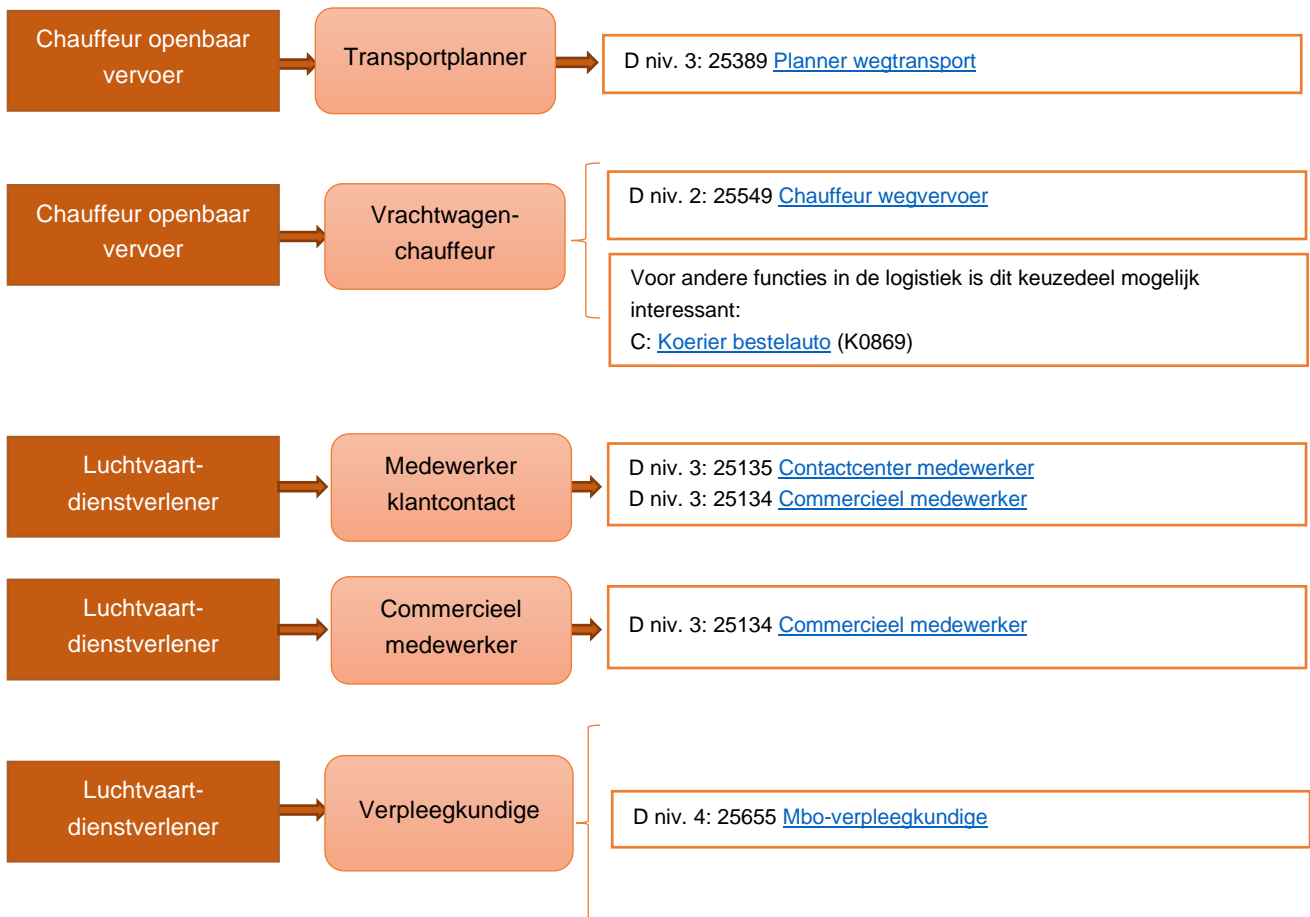 Chauffeur openbaar
vervoer
Transportplanner
D niv. 3: 25389 Planner wegtransport
Chauffeur openbaar
vervoer
Vrachtwagen-
chauffeur
D niv. 2: 25549 Chauffeur wegvervoer
Voor andere functies in de logistiek is dit keuzedeel mogelijk
interessant:
C: Koerier bestelauto (K0869)
Luchtvaart-
dienstverlener
Medewerker
klantcontact
D niv. 3: 25135 Contactcenter medewerker
D niv. 3: 25134 Commercieel medewerker
Luchtvaart-
dienstverlener
Commercieel
medewerker
D niv. 3: 25134 Commercieel medewerker
Luchtvaart-
dienstverlener
Verpleegkundige
D niv. 4: 25655 Mbo-verpleegkundige